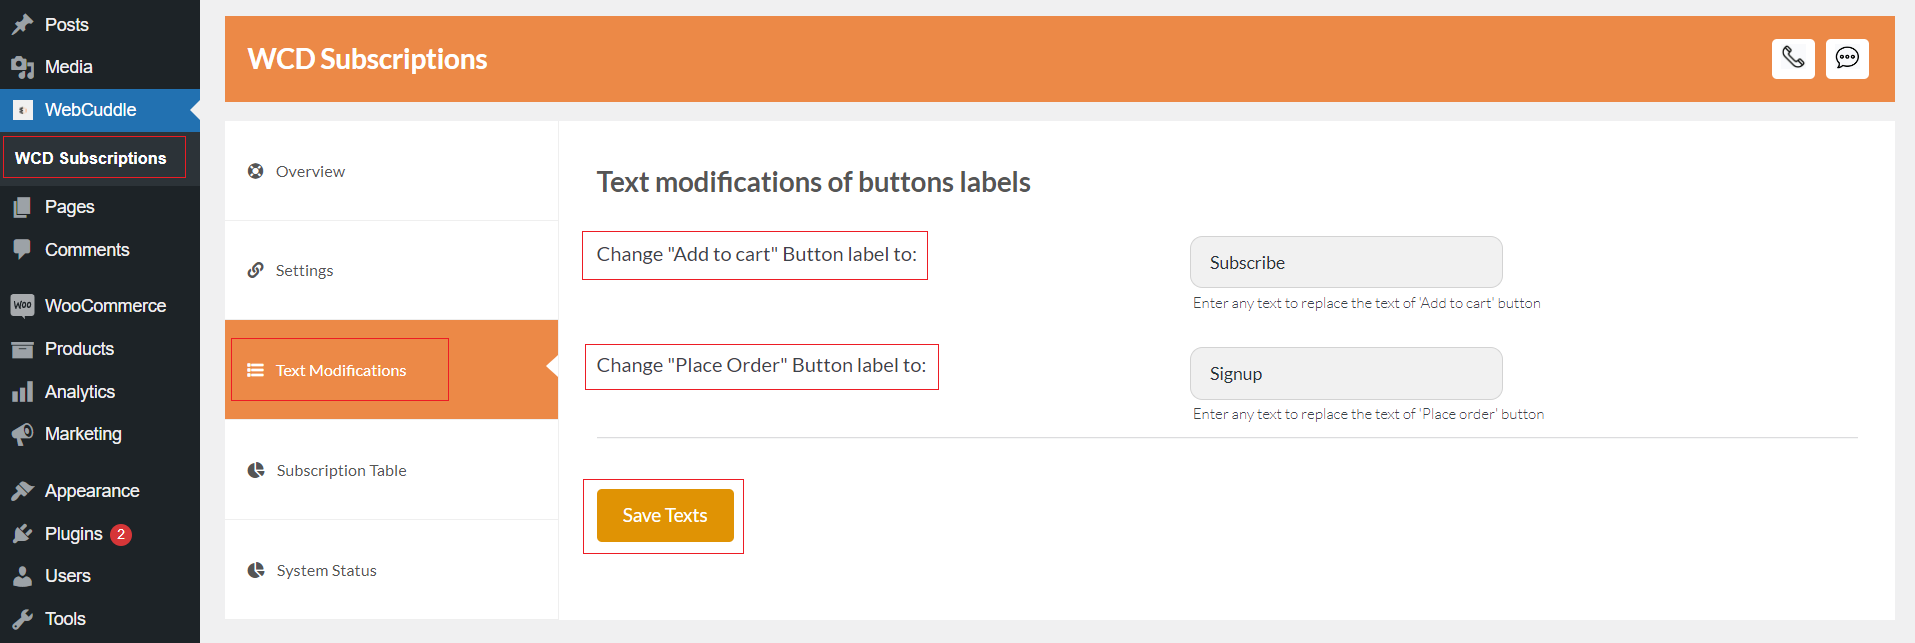 Posts
Media
WebCuddle
WCD Subscriptions
Pages
Comments
Woo WooCommerce
Products
Analytics
Marketing
Appearance
Plugins 2
Users
Tools
WCD Subscriptions
Overview
Settings
Text Modifications
Subscription Table
System Status
Text modifications of buttons labels
Change "Add to cart" Button label to:
Subscribe
Enter any text to replace the text of 'Add to cart' button
Change "Place Order" Button label to:
Signup
Enter any text to replace the text of 'Place order' button
Save Texts